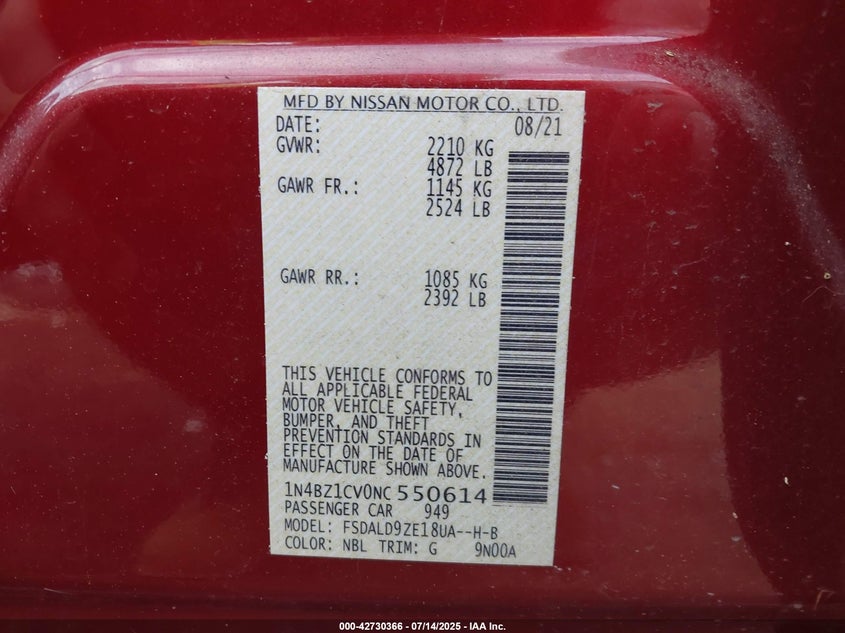 MFD BY NISSAN MOTOR CO., LTD.
DATE: 08/21
GVWR: 2210 KG
4872 LB
GAWR FR.: 1145 KG
2524 LB
GAWR RR.: 1085 KG
2392 LB
THIS VEHICLE CONFORMS TO
ALL APPLICABLE FEDERAL
MOTOR VEHICLE SAFETY,
BUMPER, AND THEFT
PREVENTION STANDARDS IN
EFFECT ON THE DATE OF
MANUFACTURE SHOWN ABOVE.
1N4BZ1CV0NC550614
PASSENGER CAR 949
MODEL: FSDALD9ZE18UA--H-B
COLOR: NBL TRIM: G 9N00A
000-42730366 - 07/14/2025 - IAA Inc.